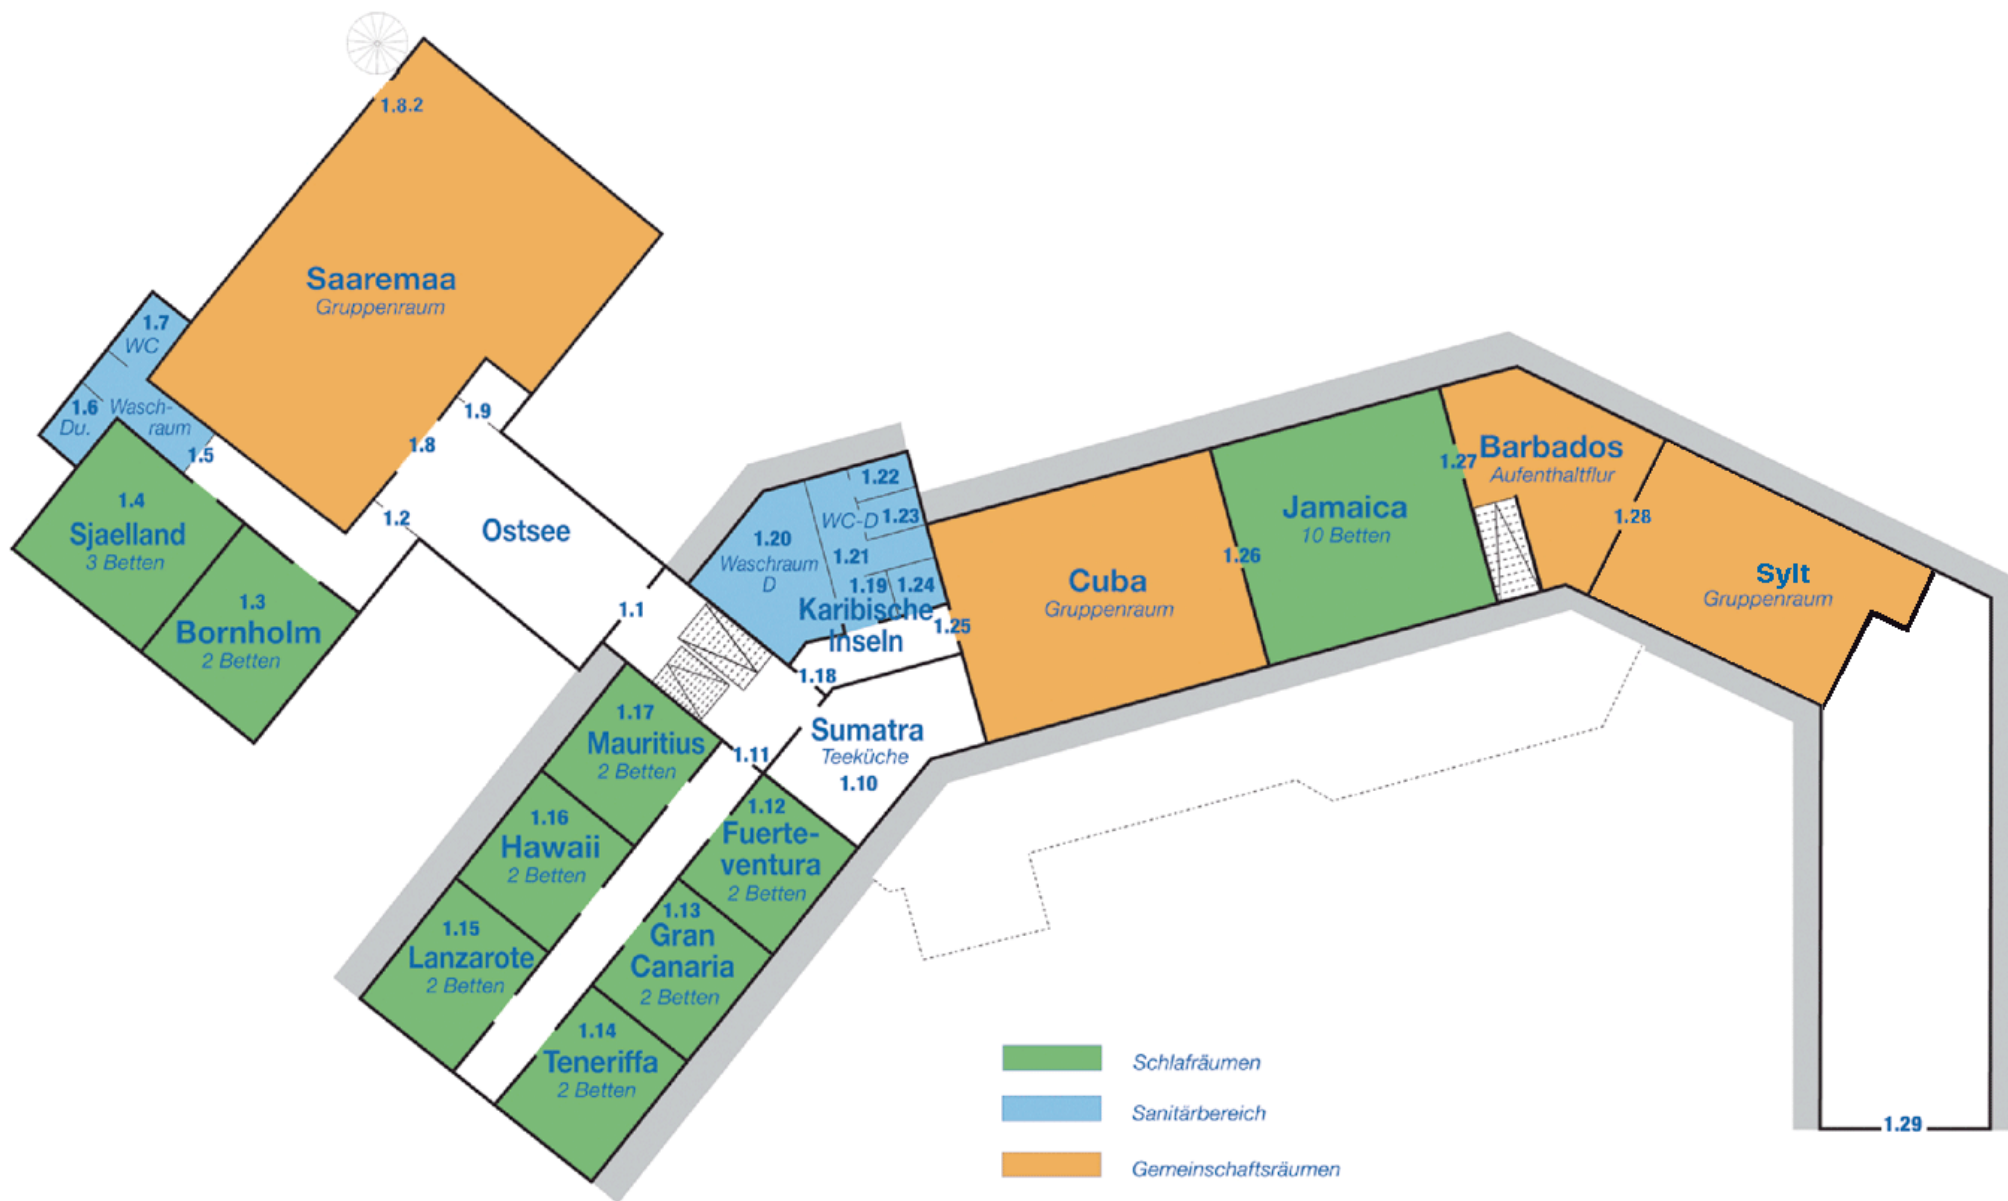 1.8.2
Saaremaa
Gruppenraum
1.7
WC
1.6
Du.
Wasch-
raum
1.5
1.9
1.8
1.2
Ostsee
1.4
Sjaelland
3 Betten
1.3
Bornholm
2 Betten
1.1
1.20
Waschraum
D
1.22
WC-D
1.23
1.21
1.19
1.24
Karibische
Inseln
1.25
1.18
Cuba
Gruppenraum
1.26
Jamaica
10 Betten
1.27
Barbados
Aufenthaltflur
1.28
Sylt
Gruppenraum
1.29
Sumatra
Teeküche
1.10
1.11
1.17
Mauritius
2 Betten
1.16
Hawaii
2 Betten
1.15
Lanzarote
2 Betten
1.12
Fuerte-
ventura
2 Betten
1.13
Gran
Canaria
2 Betten
1.14
Teneriffa
2 Betten
Schlafräumen
Sanitärbereich
Gemeinschaftsräumen